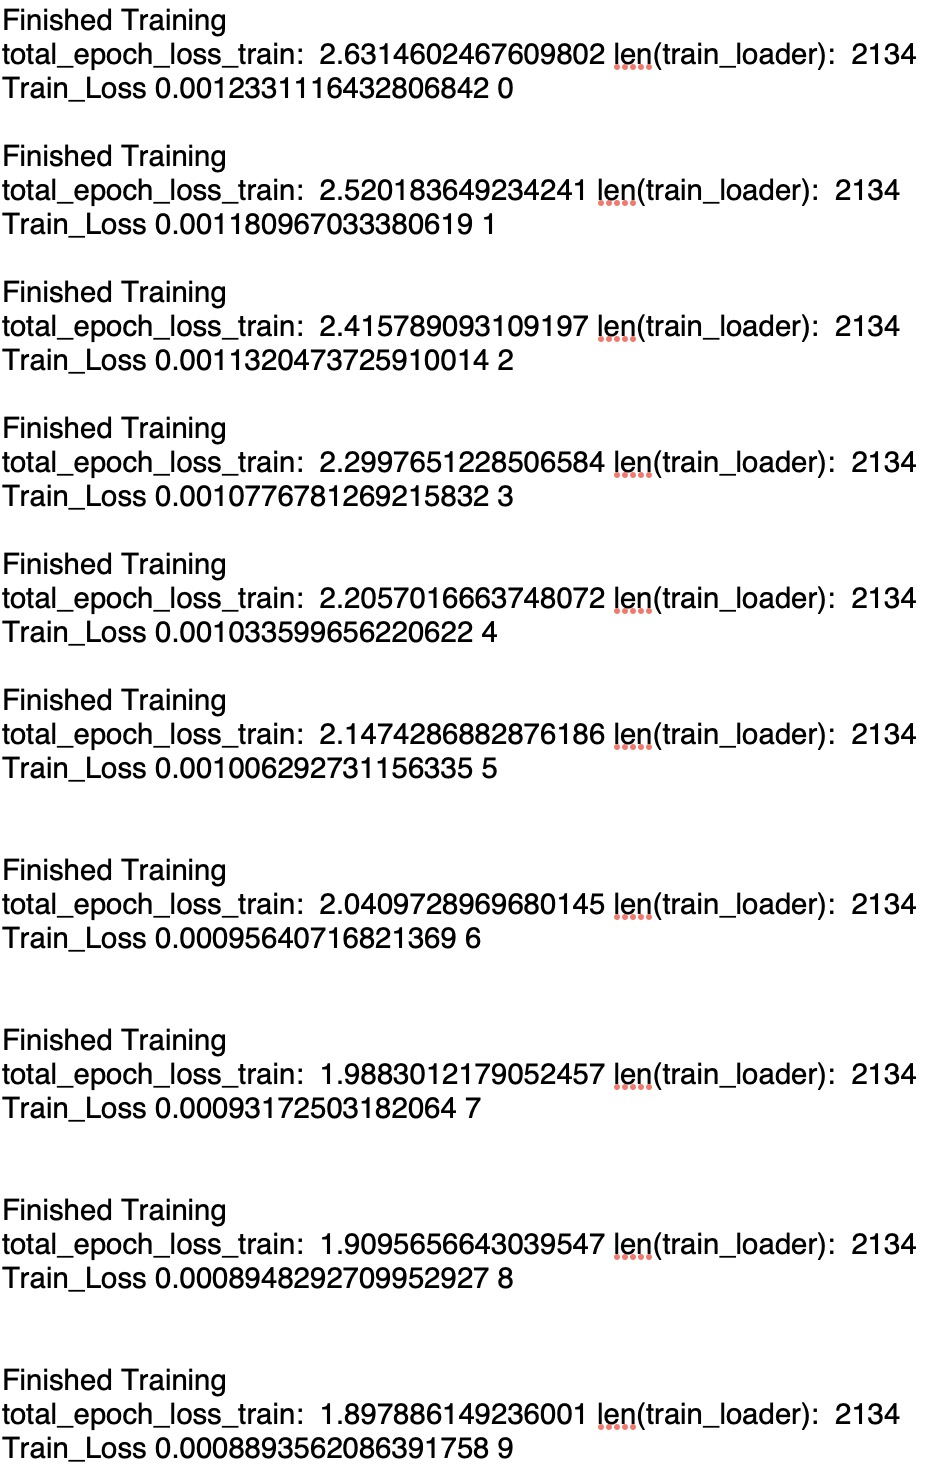 Finished Training
total_epoch_loss_train:  2.6314602467609802 len(train_loader):  2134
Train_Loss 0.0012331116432806842 0
Finished Training
total_epoch_loss_train:  2.520183649234241 len(train_loader):  2134
Train_Loss 0.001180967033380619 1
Finished Training
total_epoch_loss_train:  2.415789093109197 len(train_loader):  2134
Train_Loss 0.0011320473725910014 2
Finished Training
total_epoch_loss_train:  2.2997651228506584 len(train_loader):  2134
Train_Loss 0.0010776781269215832 3
Finished Training
total_epoch_loss_train:  2.2057016663748072 len(train_loader):  2134
Train_Loss 0.001033599656220622 4
Finished Training
total_epoch_loss_train:  2.1474286882876186 len(train_loader):  2134
Train_Loss 0.001006292731156335 5
Finished Training
total_epoch_loss_train:  2.0409728969680145 len(train_loader):  2134
Train_Loss 0.00095640716821369 6
Finished Training
total_epoch_loss_train:  1.9883012179052457 len(train_loader):  2134
Train_Loss 0.00093172503182064 7
Finished Training
total_epoch_loss_train:  1.9095656643039547 len(train_loader):  2134
Train_Loss 0.0008948292709952927 8
Finished Training
total_epoch_loss_train:  1.897886149236001 len(train_loader):  2134
Train_Loss 0.0008893562086391758 9